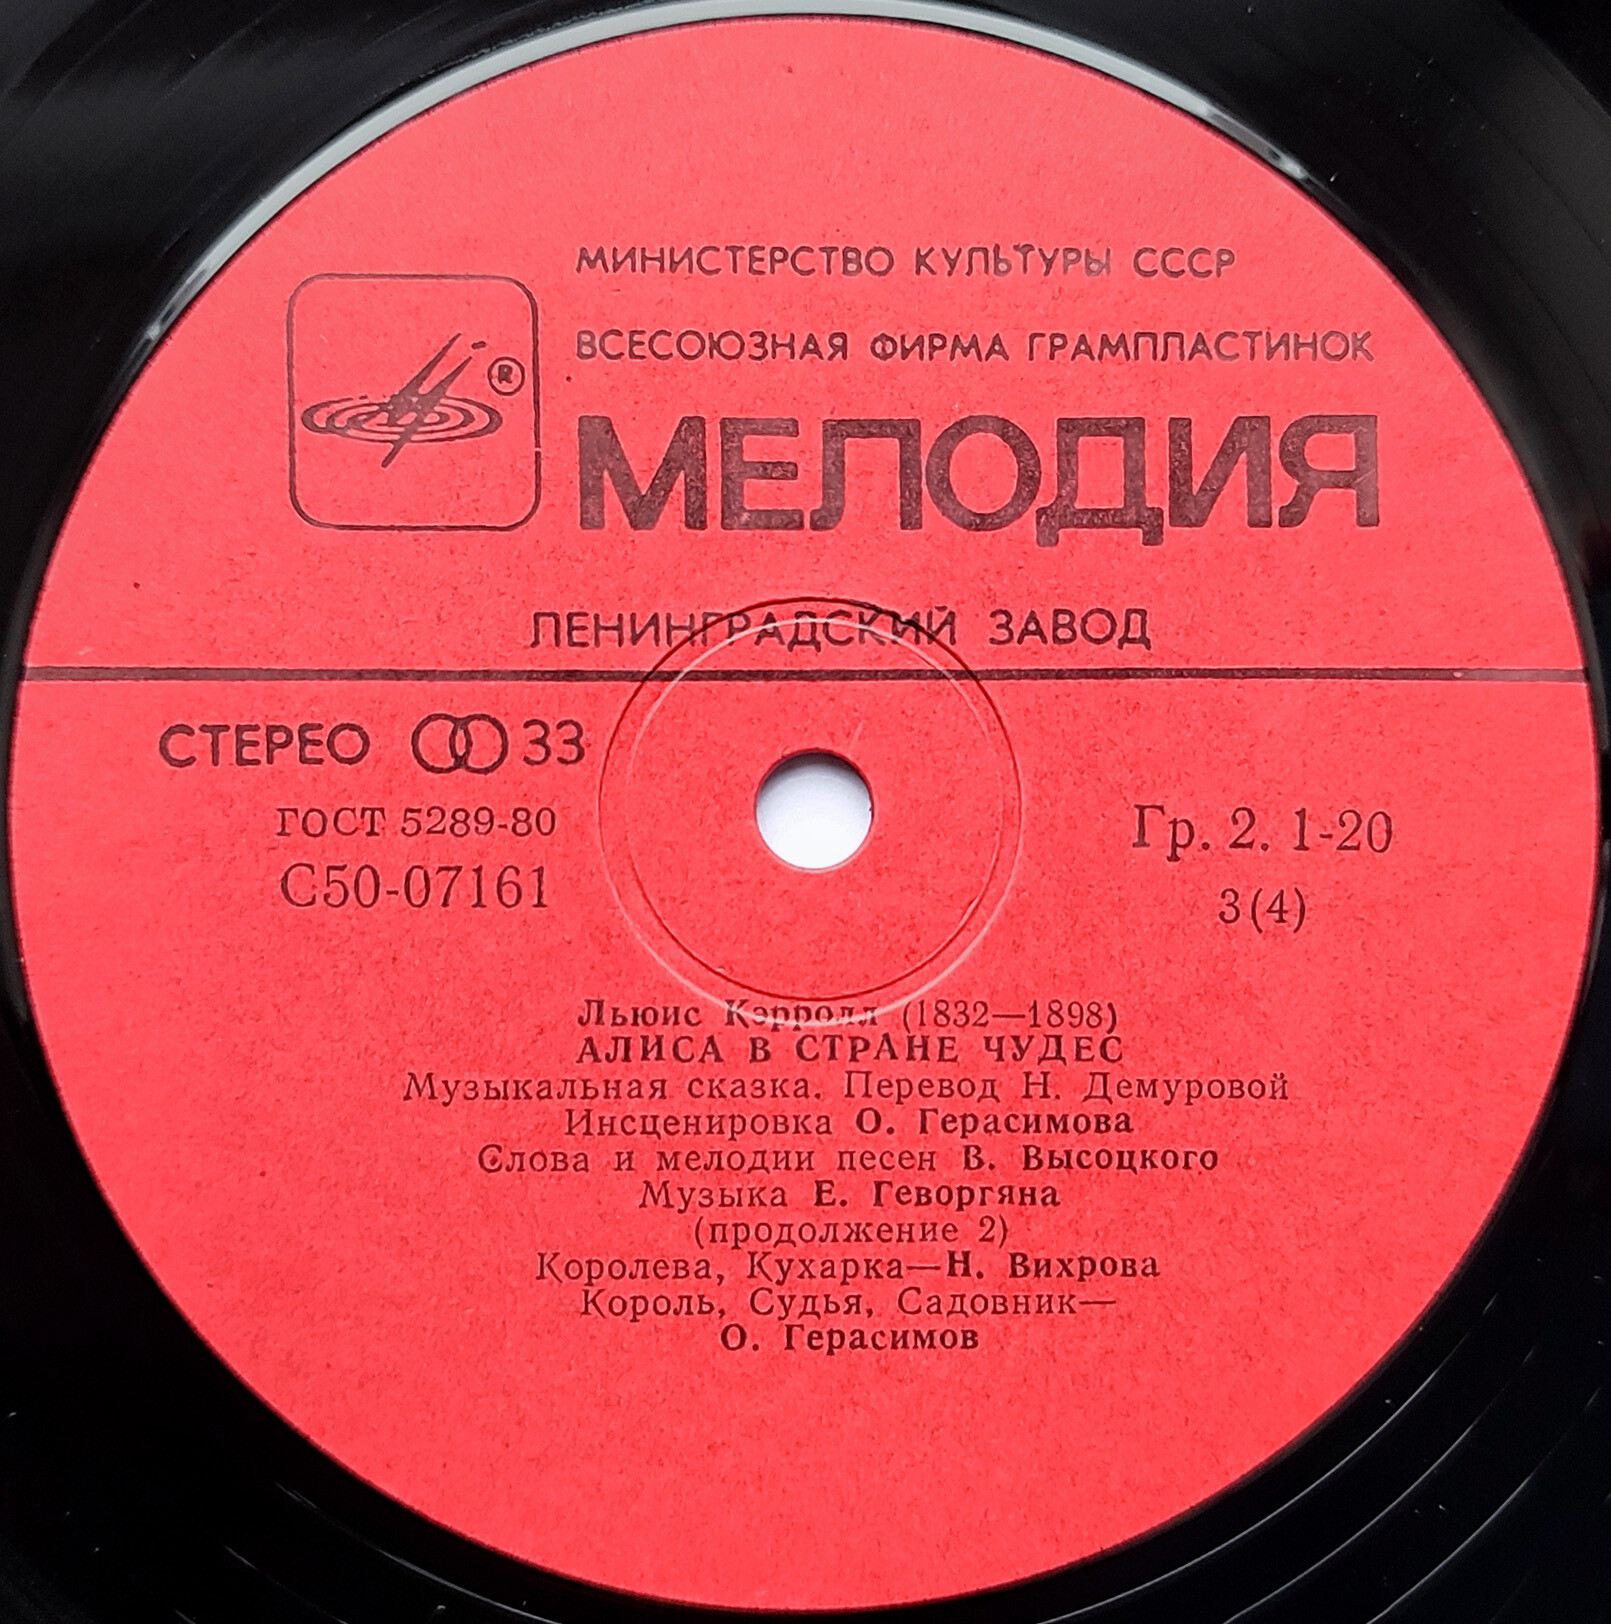 МИНИСТЕРСТВО КУЛЬТУРЫ СССР
ВСЕСОЮЗНАЯ ФИРМА ГРАМПЛАСТИНОК
®
МЕЛОДИЯ
ЛЕНИНГРАДСКИЙ ЗАВОД
СТЕРЕО 33
ГОСТ 5289-80
С50-07161
Гр. 2. 1-20
3(4)
Льюис Кэрролл (1832—1898)
АЛИСА В СТРАНЕ ЧУДЕС
Музыкальная сказка. Перевод Н. Демуровой
Инсценировка О. Герасимова
Слова и мелодии песен В. Высоцкого
Музыка Е. Геворгяна
(продолжение 2)
Королева, Кухарка—Н. Вихрова
Король, Судья, Садовник—
О. Герасимов